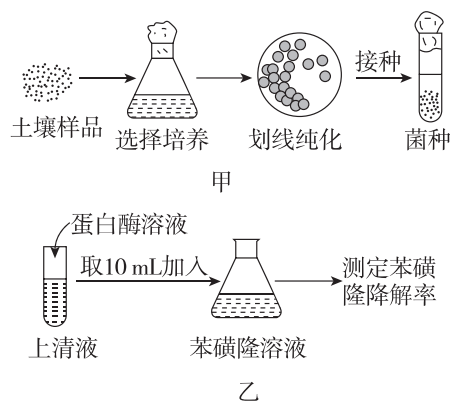 土壤样品
选择培养
划线纯化
接种
菌种
甲
蛋白酶溶液
取10 mL加入
上清液
苯磺隆溶液
测定苯磺
隆降解率
乙